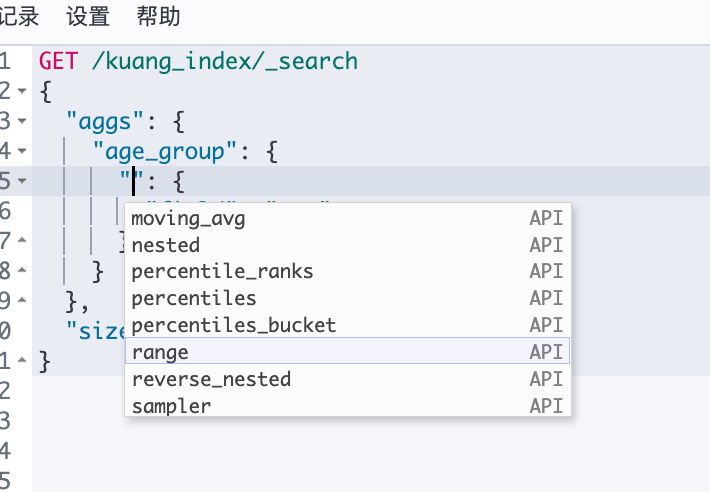 记录 设置 帮助
1 GET /kuang_index/_search
2 {
3 "aggs": {
4 "age_group": {
5 "": {
6
7 }
8 }
9 },
0 "size
1 }
2
3
4
5
moving_avg API
nested API
percentile_ranks API
percentiles API
percentiles_bucket API
range API
reverse_nested API
sampler API